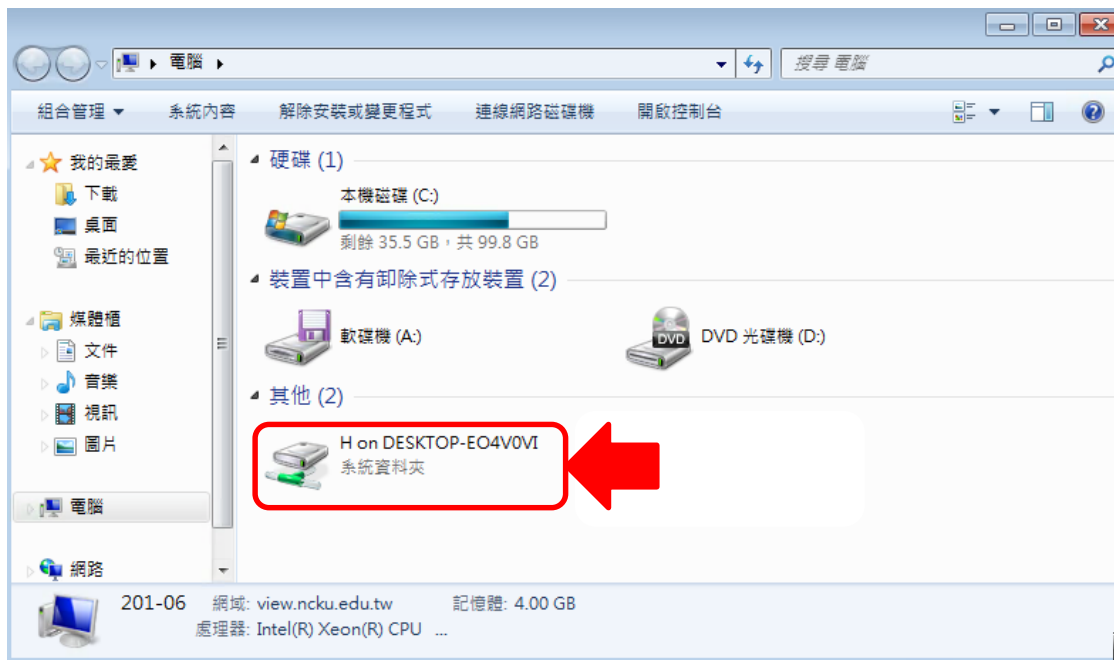 電腦
搜尋 電腦
組合管理 系統內容 解除安裝或變更程式 連線網路磁碟機 開啟控制台
我的最愛
下載
桌面
最近的位置
媒體櫃
文件
音樂
視訊
圖片
電腦
網路
硬碟 (1)
本機磁碟 (C:)
剩餘 35.5 GB，共 99.8 GB
裝置中含有卸除式存放裝置 (2)
軟碟機 (A:)
DVD
DVD 光碟機 (D:)
其他 (2)
H on DESKTOP-EO4V0VI
系統資料夾
201-06 網域: view.ncku.edu.tw 記憶體: 4.00 GB
處理器: Intel(R) Xeon(R) CPU ...